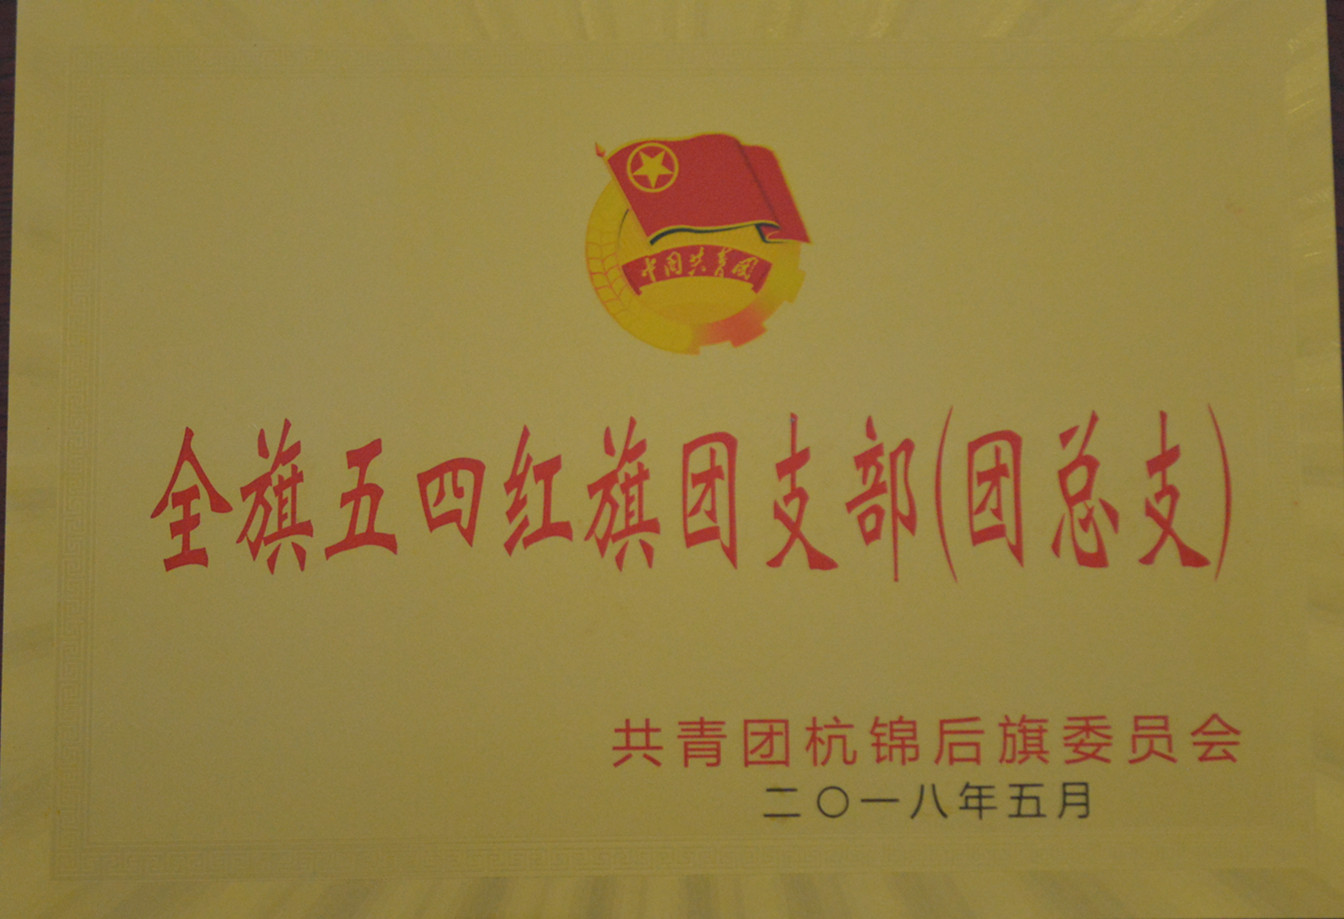 中国共青团
全旗五四红旗团支部(团总支)
共青团杭锦后旗委员会
二〇一八年五月